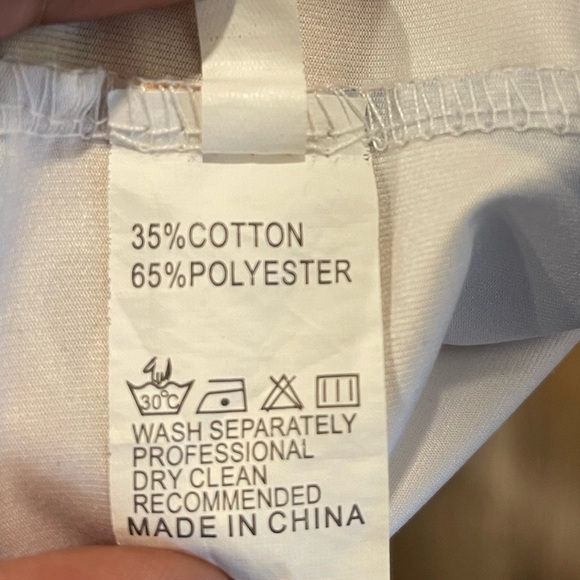 35%COTTON
65%POLYESTER
30°C
WASH SEPARATELY
PROFESSIONAL
DRY CLEAN
RECOMMENDED
MADE IN CHINA